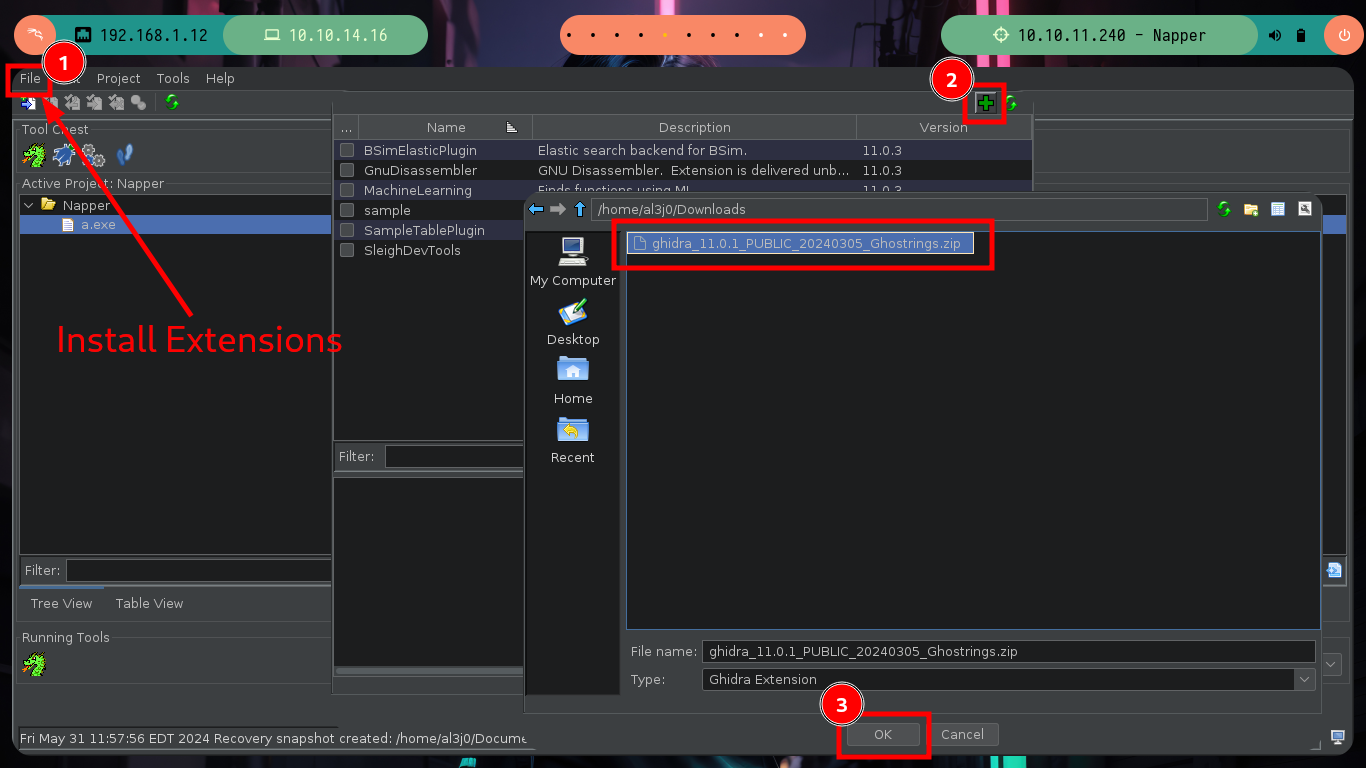 192.168.1.12
10.10.14.16
10.10.11.240 - Napper
1
2
File
Project
Tools
Help
Tool Chest
Active Project: Napper
Napper
a.exe
Install Extensions
Filter:
Tree View
Table View
Running Tools
Fri May 31 11:57:56 EDT 2024 Recovery snapshot created: /home/al3j0/Docume
... Name Description Version
BSimElasticPlugin Elastic search backend for BSim. 11.0.3
GnuDisassembler GNU Disassembler. Extension is delivered unb... 11.0.3
MachineLearning Finds functions using ML 11.0.3
sample
SampleTablePlugin
SleighDevTools
Filter:
/home/al3j0/Downloads
ghidra_11.0.1_PUBLIC_20240305_Ghostrings.zip
My Computer
Desktop
Home
Recent
File name: ghidra_11.0.1_PUBLIC_20240305_Ghostrings.zip
Type: Ghidra Extension
3
OK
Cancel